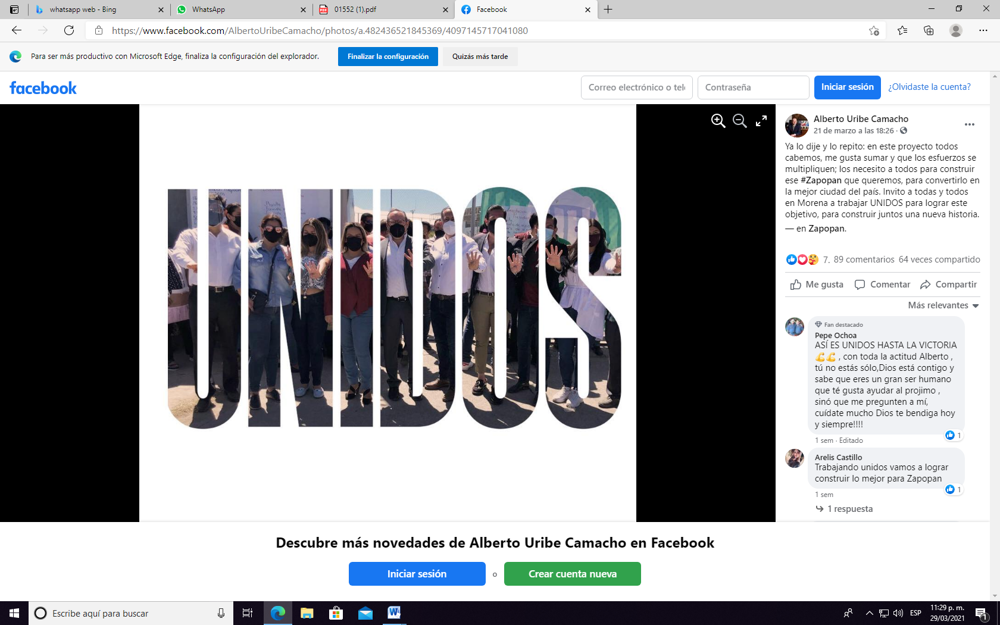 whatsapp web - Bing
WhatsApp
01552 (1).pdf
Facebook
https://www.facebook.com/AlbertoUribeCamacho/photos/a.482436521845369/4097145717041080
Para ser más productivo con Microsoft Edge, finaliza la configuración del explorador.
Finalizar la configuración
Quizás más tarde
facebook
Correo electrónico o tel
Contraseña
Iniciar sesión
¿Olvidaste la cuenta?
UNIDOS
Alberto Uribe Camacho
21 de marzo a las 18:26 ·
Ya lo dije y lo repito: en este proyecto todos
cabemos, me gusta sumar y que los esfuerzos se
multipliquen; los necesito a todos para construir
ese #Zapopan que queremos, para convertirlo en
la mejor ciudad del país. Invito a todas y todos
en Morena a trabajar UNIDOS para lograr este
objetivo, para construir juntos una nueva historia.
— en Zapopan.
7. 89 comentarios 64 veces compartido
Me gusta Comentar Compartir
Más relevantes
Fan destacado
Pepe Ochoa
ASÍ ES UNIDOS HASTA LA VICTORIA
💪💪 , con toda la actitud Alberto ,
tú no estás sólo,Dios está contigo y
sabe que eres un gran ser humano
que té gusta ayudar al projimo ,
sinó que me pregunten a mí,
cuídate mucho Dios te bendiga hoy
y siempre!!!!
1
1 sem · Editado
Arelis Castillo
Trabajando unidos vamos a lograr
construir lo mejor para Zapopan
1
1 sem
1 respuesta
Descubre más novedades de Alberto Uribe Camacho en Facebook
Iniciar sesión o Crear cuenta nueva
Escribe aquí para buscar
ESP
11:29 p. m.
29/03/2021
1